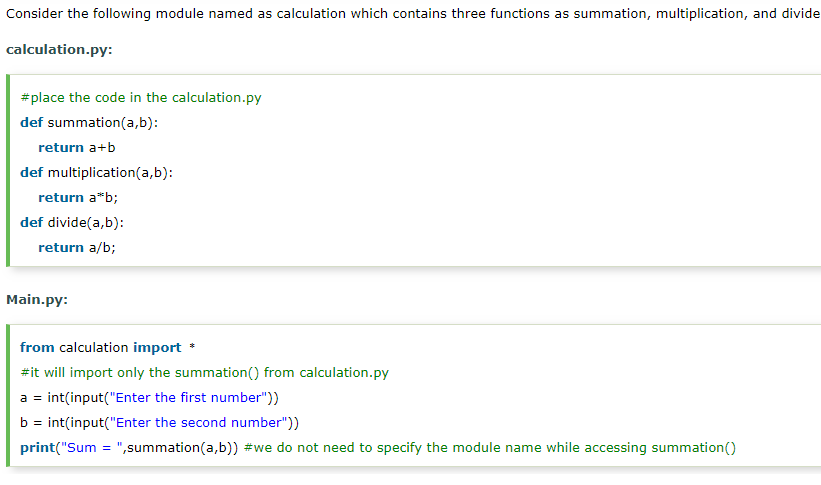 Consider the following module named as calculation which contains three functions as summation, multiplication, and divide
calculation.py:
#place the code in the calculation.py
def summation(a,b):
return a+b
def multiplication(a,b):
return a*b;
def divide(a,b):
return a/b;
Main.py:
from calculation import *
#it will import only the summation() from calculation.py
a = int(input("Enter the first number"))
b = int(input("Enter the second number"))
print("Sum = ",summation(a,b)) #we do not need to specify the module name while accessing summation()